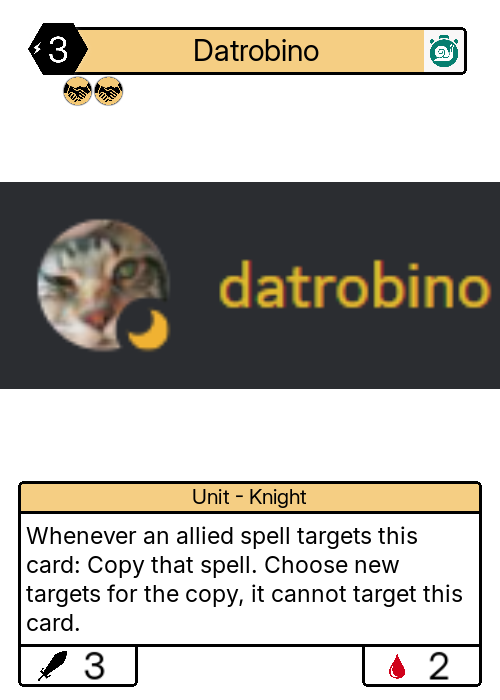 3
Datrobino
datrobino
Unit - Knight
Whenever an allied spell targets this
card: Copy that spell. Choose new
targets for the copy, it cannot target this
card.
3
2